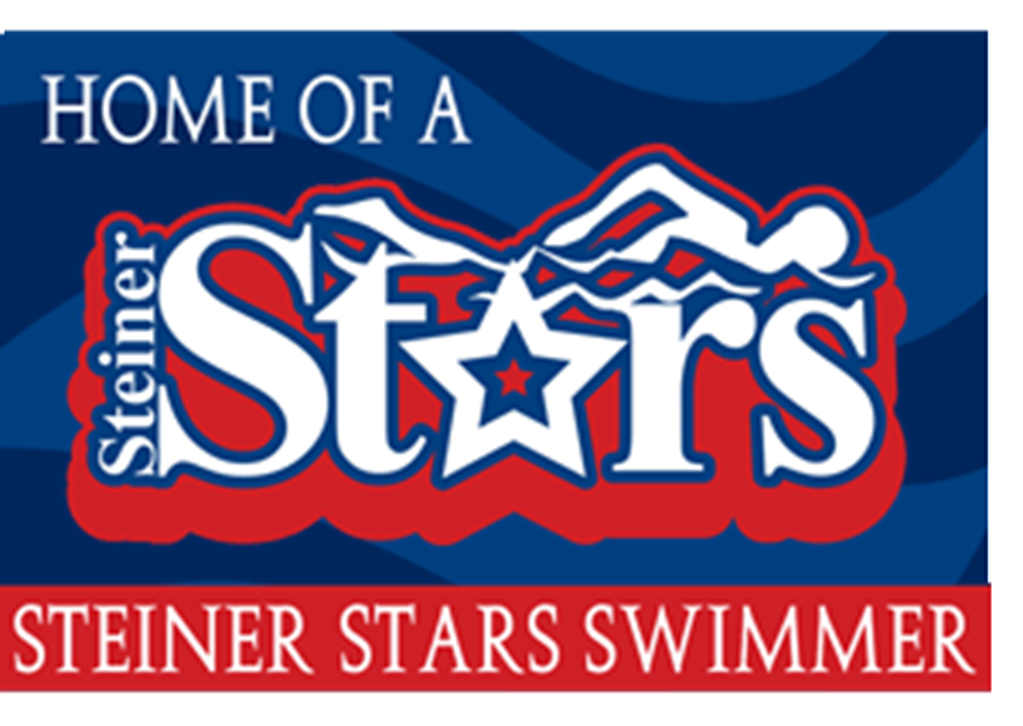 HOME OF A
Steiner
Stars
STEINER STARS SWIMMER